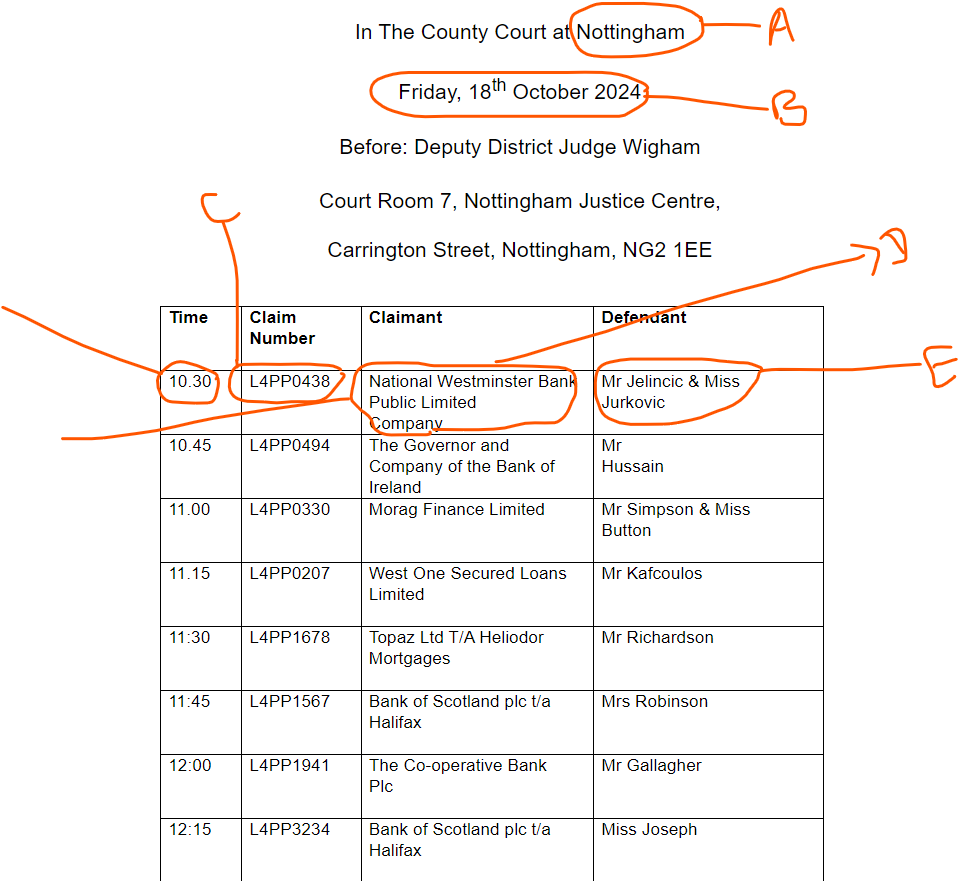 In The County Court at Nottingham
A
Friday, 18th October 2024
B
Before: Deputy District Judge Wigham
C
Court Room 7, Nottingham Justice Centre,
Carrington Street, Nottingham, NG2 1EE
D
Time Claim Claimant Defendant
Number
E
10.30 L4PP0438 National Westminster Bank Mr Jelincic & Miss
Public Limited Jurkovic
Company
10.45 L4PP0494 The Governor and Mr
Company of the Bank of Hussain
Ireland
11.00 L4PP0330 Morag Finance Limited Mr Simpson & Miss
Button
11.15 L4PP0207 West One Secured Loans Mr Kafcoulos
Limited
11:30 L4PP1678 Topaz Ltd T/A Heliodor Mr Richardson
Mortgages
11:45 L4PP1567 Bank of Scotland plc t/a Mrs Robinson
Halifax
12:00 L4PP1941 The Co-operative Bank Mr Gallagher
Plc
12:15 L4PP3234 Bank of Scotland plc t/a Miss Joseph
Halifax